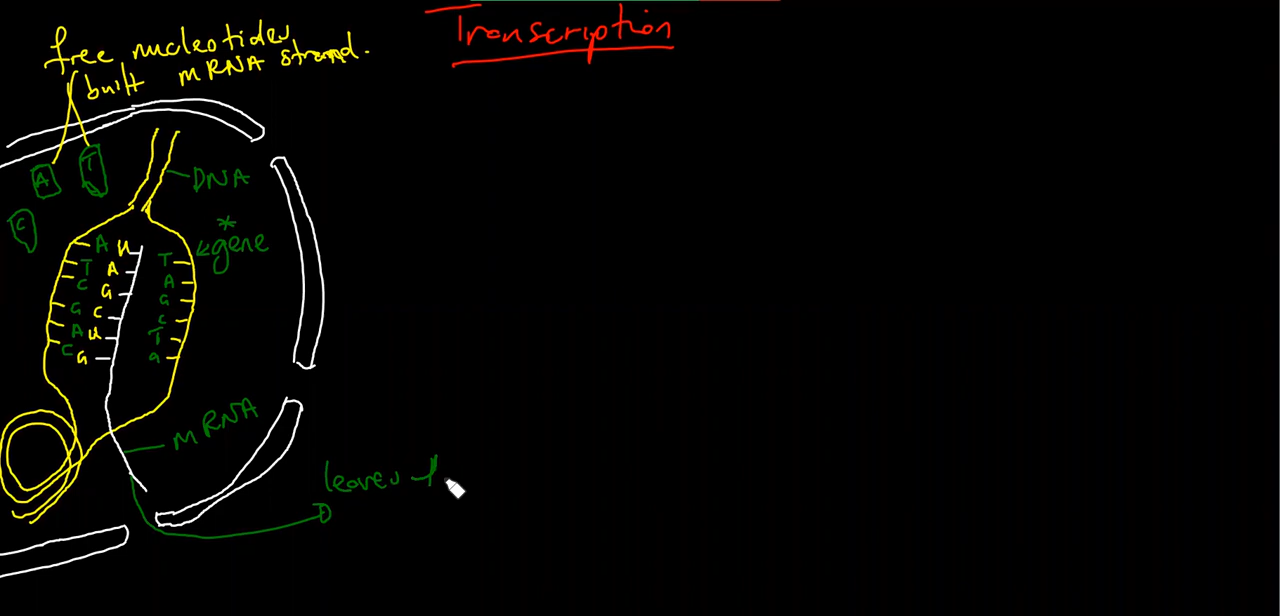 Transcription
free nucleotides
built mRNA strand.
A
T
C
DNA
*
gene
A U T
T A A
C G G
G C C
A U T
C G G
mRNA
leaves t